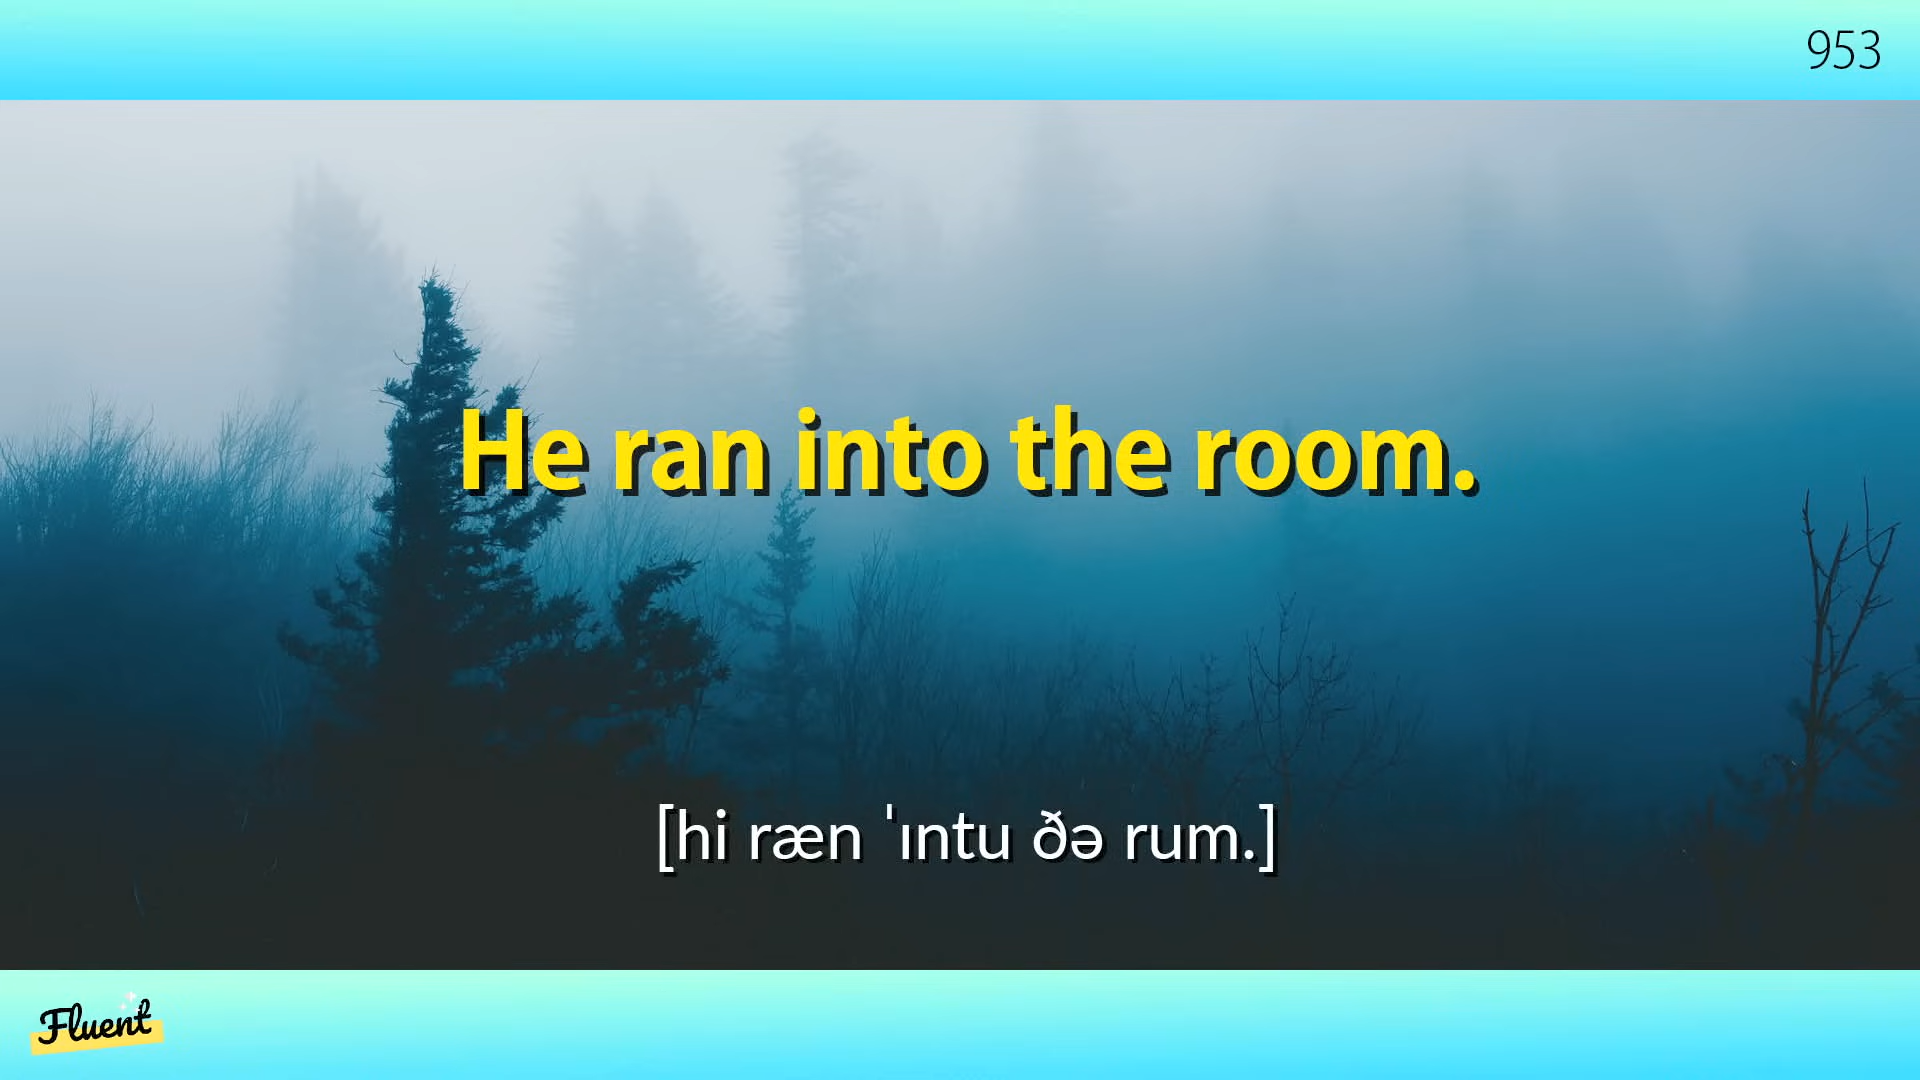 953
He ran into the room.
[hi ræn ˈɪntu ðə rum.]
Fluent